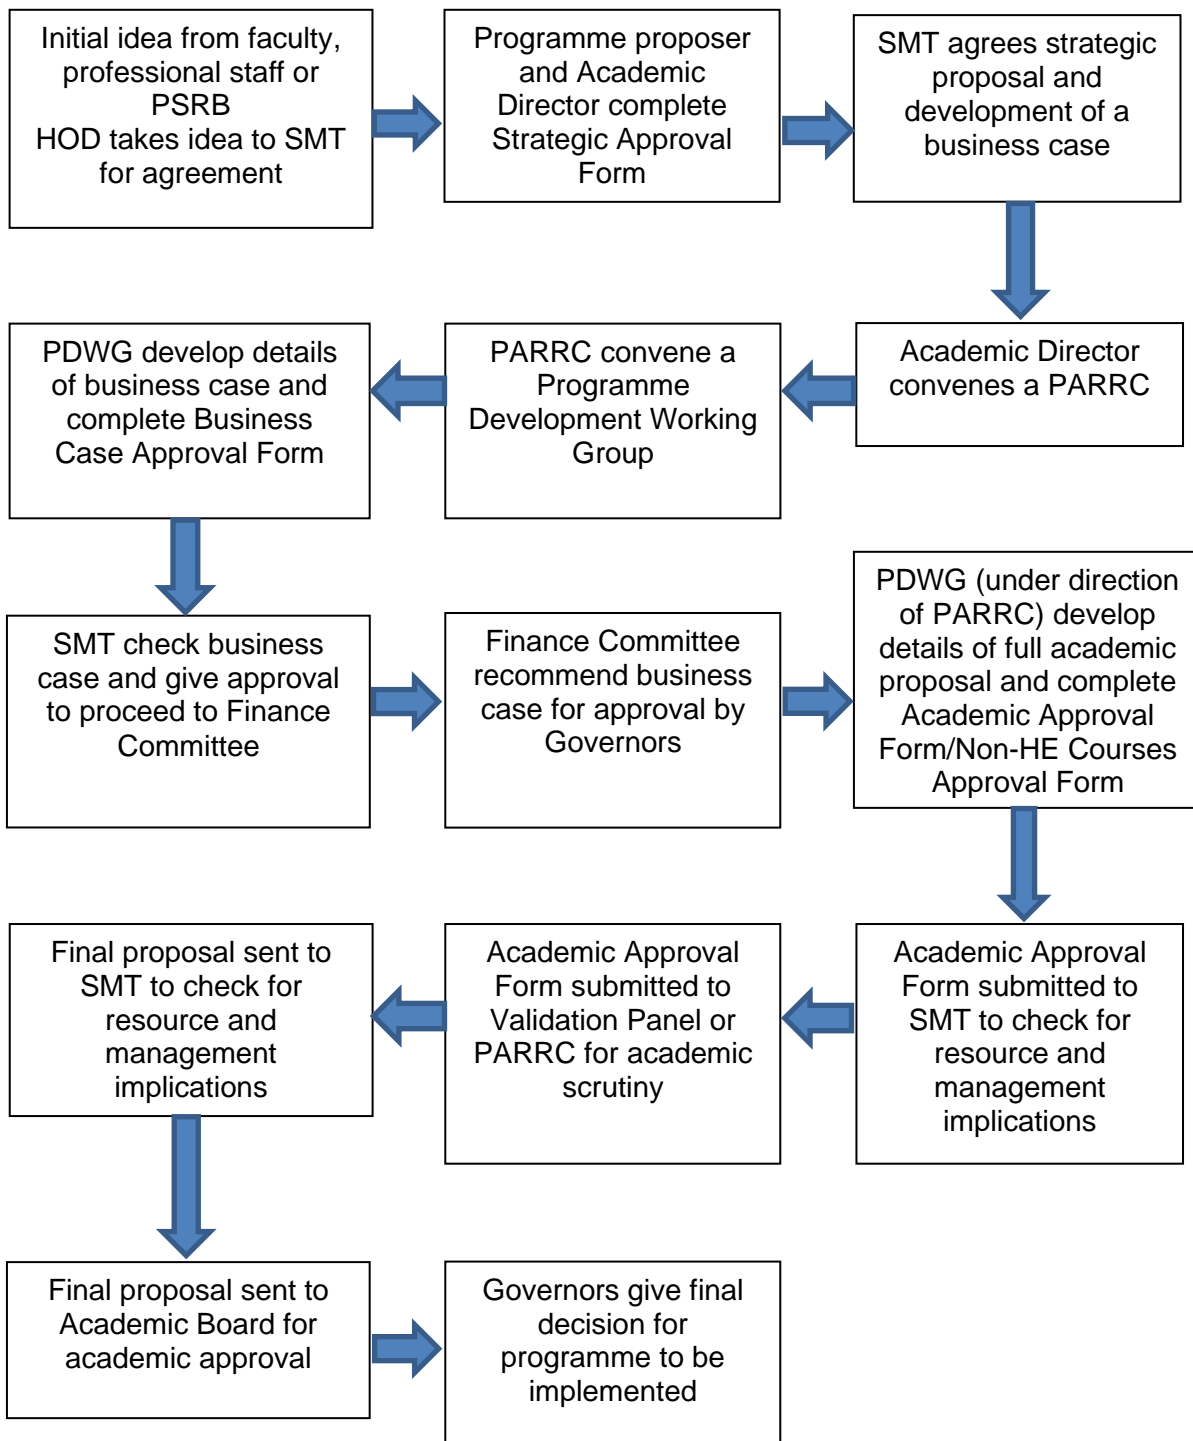 Initial idea from faculty,
professional staff or
PSRB
HOD takes idea to SMT
for agreement
Programme proposer
and Academic
Director complete
Strategic Approval
Form
SMT agrees strategic
proposal and
development of a
business case
Academic Director
convenes a PARRC
PARRC convene a
Programme
Development Working
Group
PDWG develop details
of business case and
complete Business
Case Approval Form
SMT check business
case and give approval
to proceed to Finance
Committee
Finance Committee
recommend business
case for approval by
Governors
PDWG (under direction
of PARRC) develop
details of full academic
proposal and complete
Academic Approval
Form/Non-HE Courses
Approval Form
Academic Approval
Form submitted to
SMT to check for
resource and
management
implications
Academic Approval
Form submitted to
Validation Panel or
PARRC for academic
scrutiny
Final proposal sent to
SMT to check for
resource and
management
implications
Final proposal sent to
Academic Board for
academic approval
Governors give final
decision for
programme to be
implemented